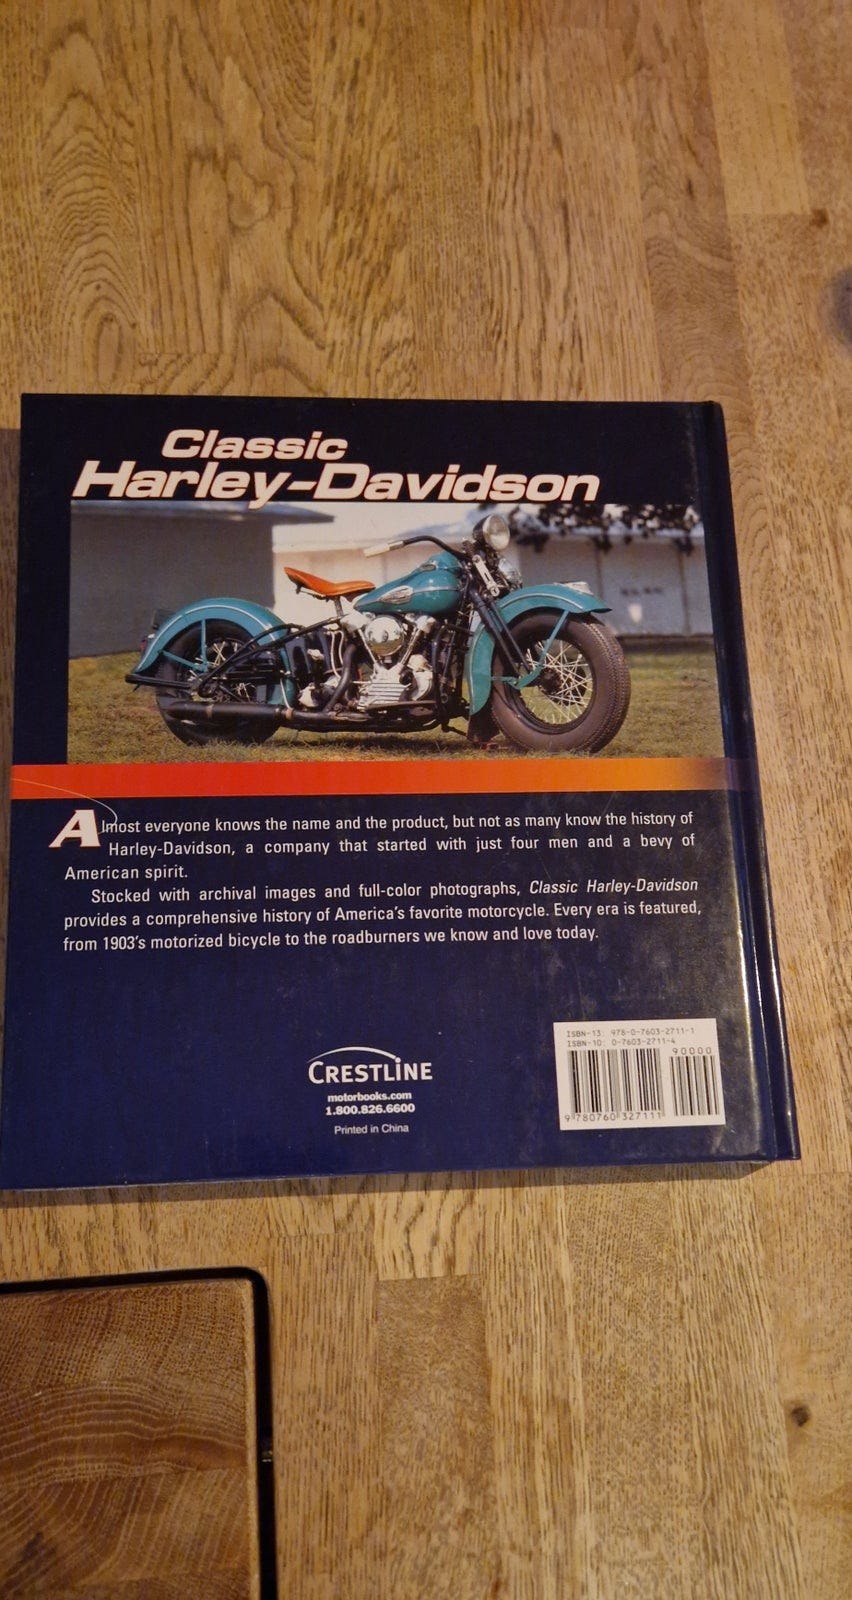 Classic
Harley-Davidson
Almost everyone knows the name and the product, but not as many know the history of
Harley-Davidson, a company that started with just four men and a bevy of
American spirit.
Stocked with archival images and full-color photographs, Classic Harley-Davidson
provides a comprehensive history of America's favorite motorcycle. Every era is featured,
from 1903's motorized bicycle to the roadburners we know and love today.
CRESTLINE
motorbooks.com
1.800.826.6600
Printed in China
ISBN-13: 978-0-7603-2711-1
ISBN-10: 0-7603-2711-4
90000
9 780760 327111